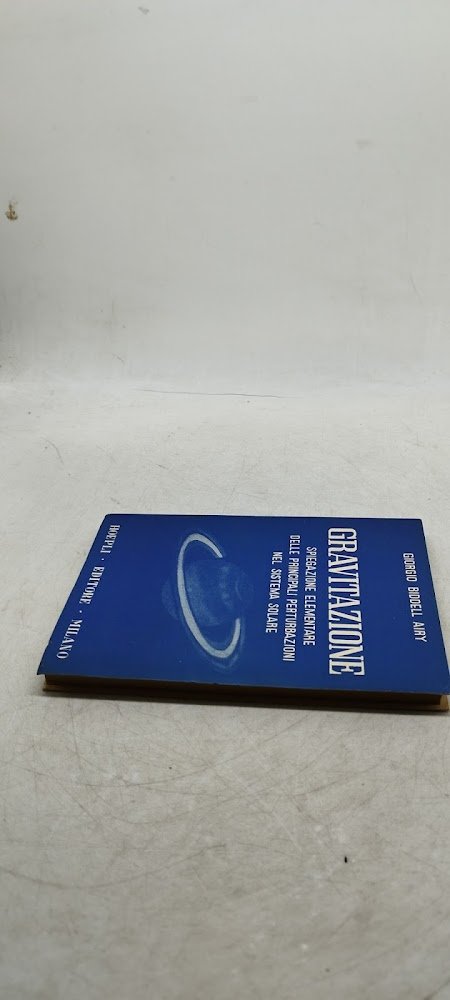 GIORGIO BIDDELL AIRY
GRAVITAZIONE
SPIEGAZIONE ELEMENTARE
DELLE PRINCIPALI PERTURBAZIONI
NEL SISTEMA SOLARE
HOEPLI · EDITORE · MILANO